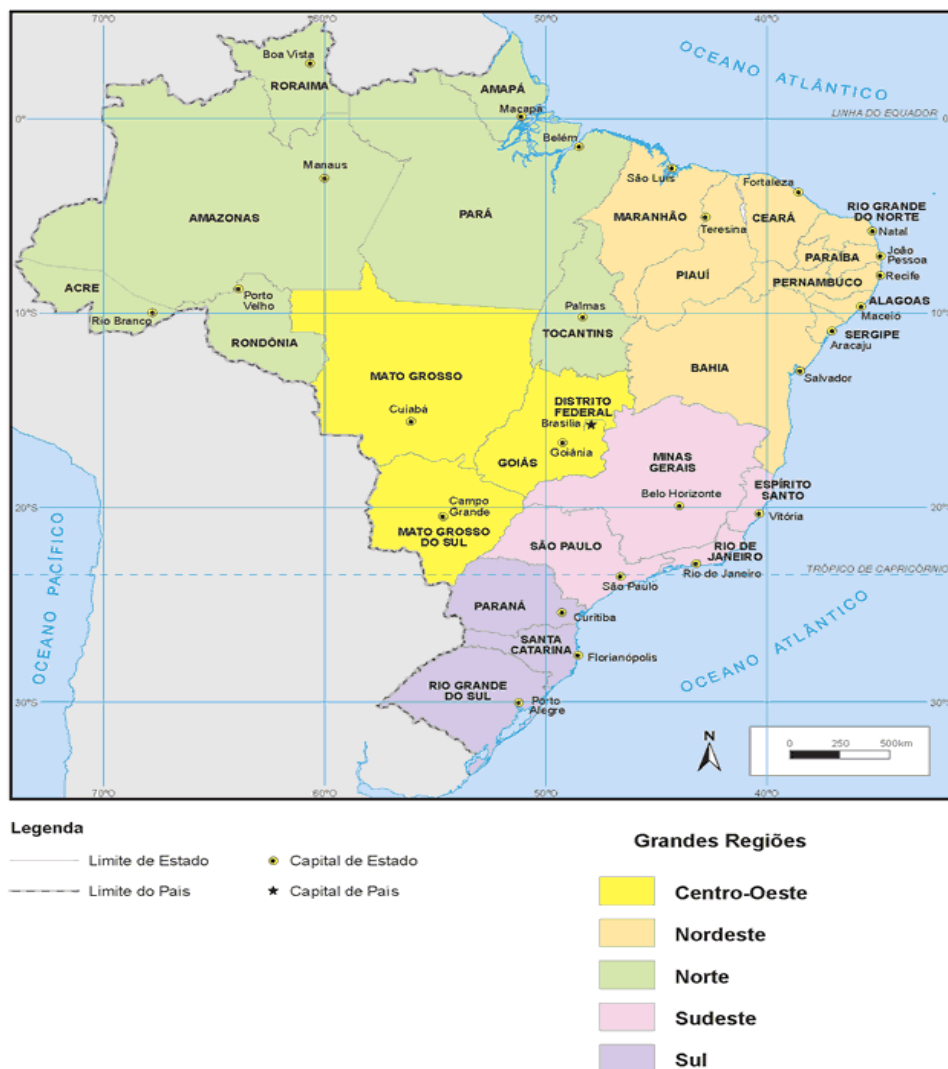 70°O
60°O
50°O
40°O
OCEANO ATLÂNTICO
Boa Vista
RORAIMA
AMAPÁ
Macapá
LINHA DO EQUADOR
0°
0
Belém
Manaus
São Luís
Fortaleza
AMAZONAS
PARÁ
MARANHÃO
CEARÁ
RIO GRANDE
DO NORTE
Teresina
Natal
João
Pessoa
PARAÍBA
PIAUÍ
Recife
PERNAMBUCO
ACRE
Porto
Velho
Palmas
ALAGOAS
Maceió
10°S
10°S
Rio Branco
TOCANTINS
SERGIPE
Aracaju
RONDÔNIA
BAHIA
MATO GROSSO
Salvador
DISTRITO
FEDERAL
Cuiabá
Brasília
Goiânia
GOIÁS
MINAS
GERAIS
ESPÍRITO
SANTO
Belo Horizonte
Campo
Grande
20°S
20°S
Vitória
MATO GROSSO
DO SUL
SÃO PAULO
RIO DE
JANEIRO
Rio de Janeiro
TRÓPICO DE CAPRICÓRNIO
São Paulo
OCEANO PACÍFICO
PARANÁ
Curitiba
OCEANO ATLÂNTICO
SANTA
CATARINA
Florianópolis
RIO GRANDE
DO SUL
30°S
30°S
Porto
Alegre
N
0 250 500km
70°O
60°O
50°O
40°O
Legenda
Limite de Estado
Capital de Estado
Limite do Pais
Capital de Pais
Grandes Regiões
Centro-Oeste
Nordeste
Norte
Sudeste
Sul